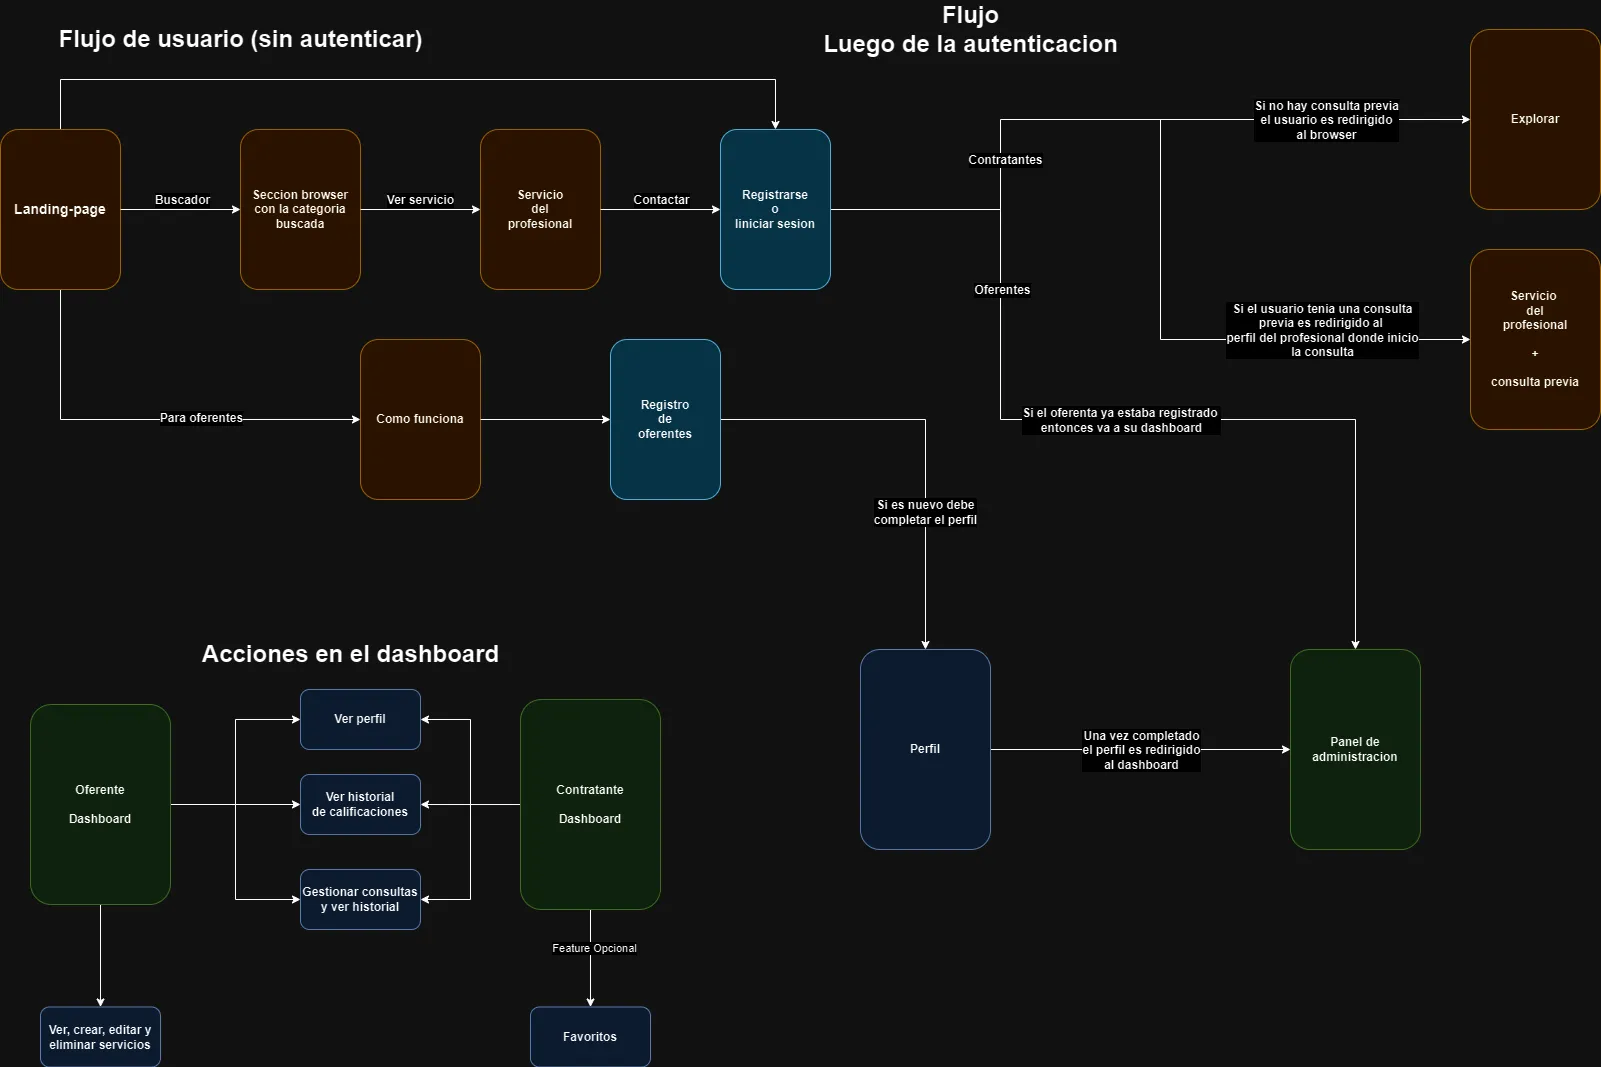 Flujo de usuario (sin autenticar)
Flujo
Luego de la autenticacion
Landing-page
Buscador
Seccion browser
con la categoria
buscada
Ver servicio
Servicio
del
profesional
Contactar
Registrarse
o
Iiniciar sesion
Contratantes
Si no hay consulta previa
el usuario es redirigido
al browser
Explorar
Oferentes
Si el usuario tenia una consulta
previa es redirigido al
perfil del profesional donde inicio
la consulta
Servicio
del
profesional
+
consulta previa
Para oferentes
Como funciona
Registro
de
oferentes
Si el oferenta ya estaba registrado
entonces va a su dashboard
Si es nuevo debe
completar el perfil
Perfil
Una vez completado
el perfil es redirigido
al dashboard
Panel de
administracion
Acciones en el dashboard
Oferente
Dashboard
Ver perfil
Ver historial
de calificaciones
Gestionar consultas
y ver historial
Contratante
Dashboard
Feature Opcional
Ver, crear, editar y
eliminar servicios
Favoritos